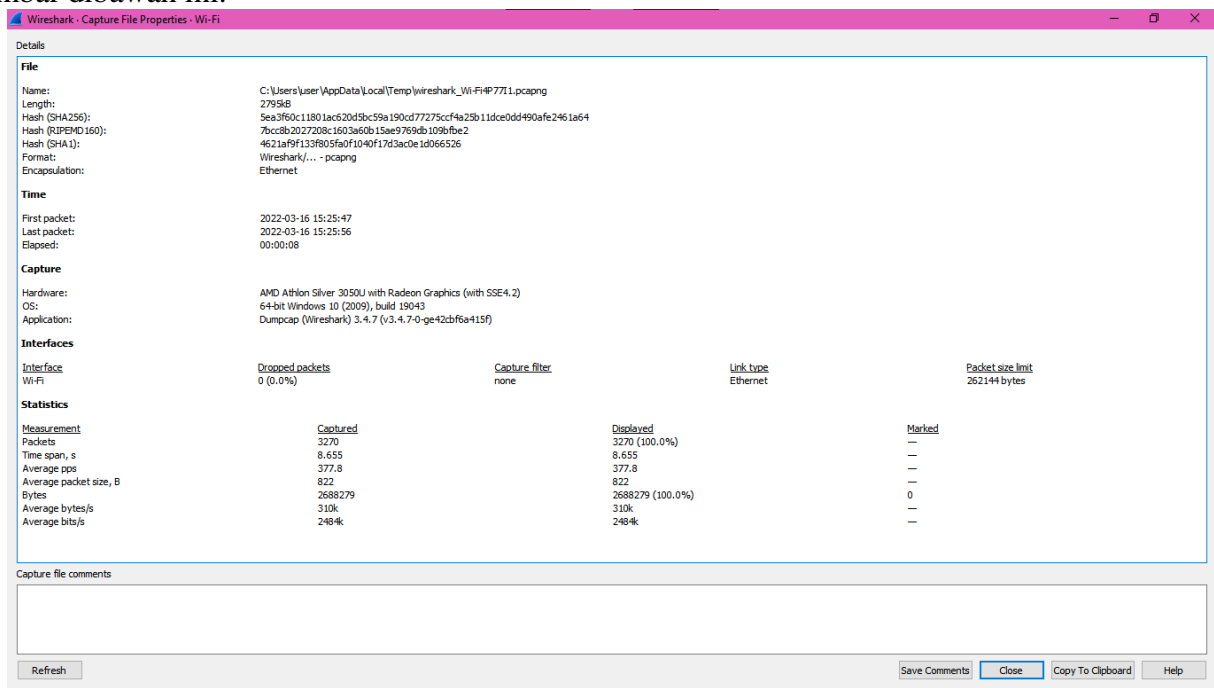 Wireshark · Capture File Properties · Wi-Fi
Details
File
Name: C:\Users\user\AppData\Local\Temp\wireshark_Wi-Fi4P77I1.pcapng
Length: 2795kB
Hash (SHA256): 5ea3f60c11801ac620d5bc59a190cd77275ccf4a25b11dce0dd490afe2461a64
Hash (RIPEMD160): 7bcc8b2027208c1603a60b15ae9769db109bfbe2
Hash (SHA1): 4621af9f133f805fa0f1040f17d3ac0e1d066526
Format: Wireshark/... - pcapng
Encapsulation: Ethernet
Time
First packet: 2022-03-16 15:25:47
Last packet: 2022-03-16 15:25:56
Elapsed: 00:00:08
Capture
Hardware: AMD Athlon Silver 3050U with Radeon Graphics (with SSE4.2)
OS: 64-bit Windows 10 (2009), build 19043
Application: Dumpcap (Wireshark) 3.4.7 (v3.4.7-0-ge42cbf6a415f)
Interfaces
Interface Dropped packets Capture filter Link type Packet size limit
Wi-Fi 0 (0.0%) none Ethernet 262144 bytes
Statistics
Measurement Captured Displayed Marked
Packets 3270 3270 (100.0%) —
Time span, s 8.655 8.655 —
Average pps 377.8 377.8 —
Average packet size, B 822 822 —
Bytes 2688279 2688279 (100.0%) 0
Average bytes/s 310k 310k —
Average bits/s 2484k 2484k —
Capture file comments
Refresh Save Comments Close Copy To Clipboard Help